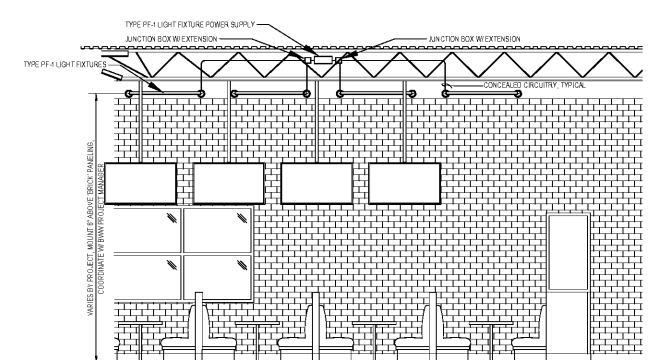 TYPE PF-1 LIGHT FIXTURE POWER SUPPLY
JUNCTION BOX W/ EXTENSION
JUNCTION BOX W/ EXTENSION
TYPE PF-1 LIGHT FIXTURES
CONCEALED CIRCUITRY, TYPICAL
VARIES BY PROJECT, MOUNT 6" ABOVE "BRICK" PANELING,
COORDINATE W/ BWW PROJECT MANAGER